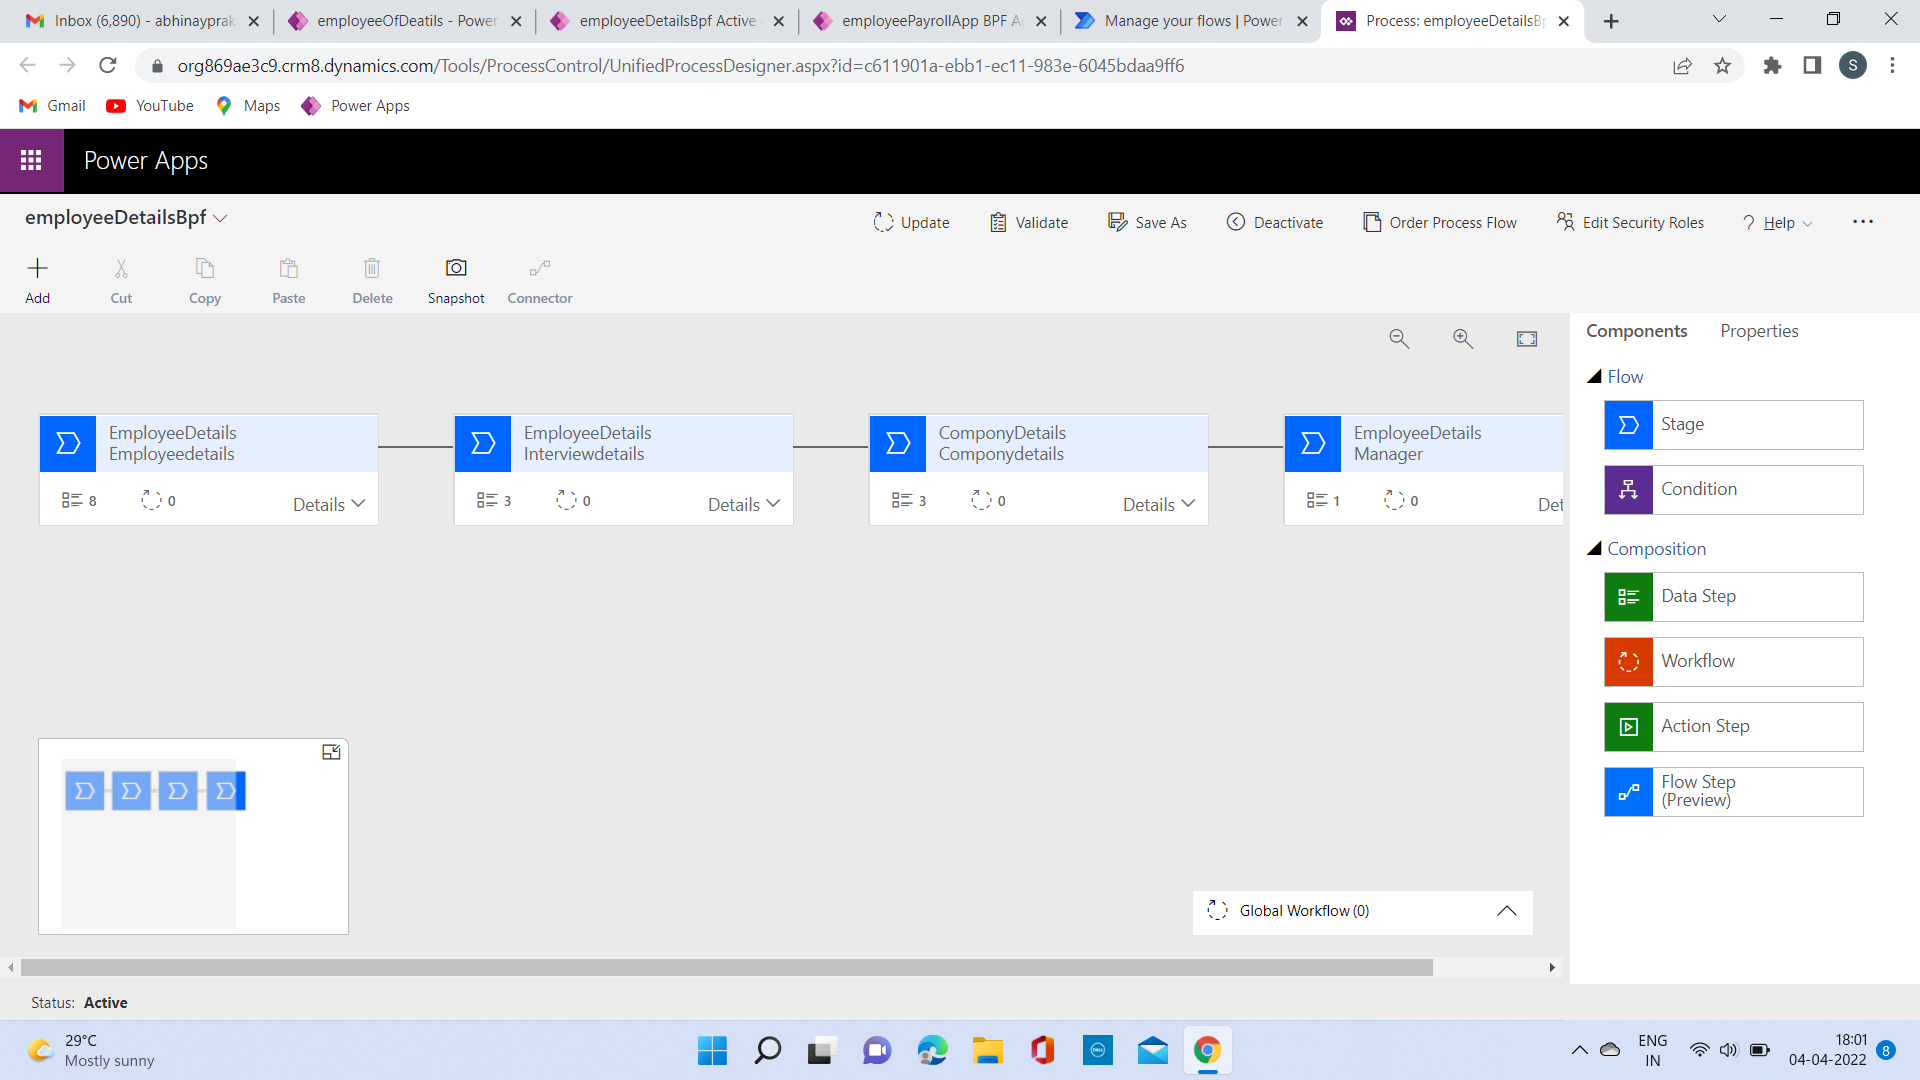 Inbox (6,890) - abhinayprak
employeeOfDeatils - Power
employeeDetailsBpf Active
employeePayrollApp BPF Ac
Manage your flows | Power
Process: employeeDetailsBp
org869ae3c9.crm8.dynamics.com/Tools/ProcessControl/UnifiedProcessDesigner.aspx?id=c611901a-ebb1-ec11-983e-6045bdaa9ff6
S
Gmail
YouTube
Maps
Power Apps
Power Apps
employeeDetailsBpf
Update
Validate
Save As
Deactivate
Order Process Flow
Edit Security Roles
? Help
...
Add
Cut
Copy
Paste
Delete
Snapshot
Connector
Components
Properties
Flow
Stage
Condition
Composition
Data Step
Workflow
Action Step
Flow Step
(Preview)
EmployeeDetails
Employeedetails
8
0
Details
EmployeeDetails
Interviewdetails
3
0
Details
ComponyDetails
Componydetails
3
0
Details
EmployeeDetails
Manager
1
0
Det
Global Workflow (0)
Status: Active
29°C
Mostly sunny
DELL
ENG
IN
18:01
04-04-2022
8